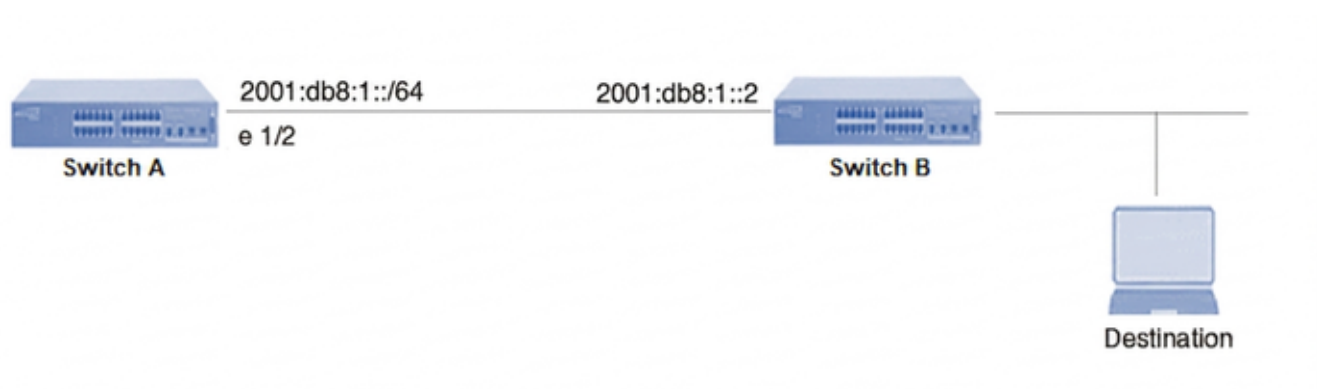 2001:db8:1::/64
2001:db8:1::2
e 1/2
Switch A
Switch B
Destination